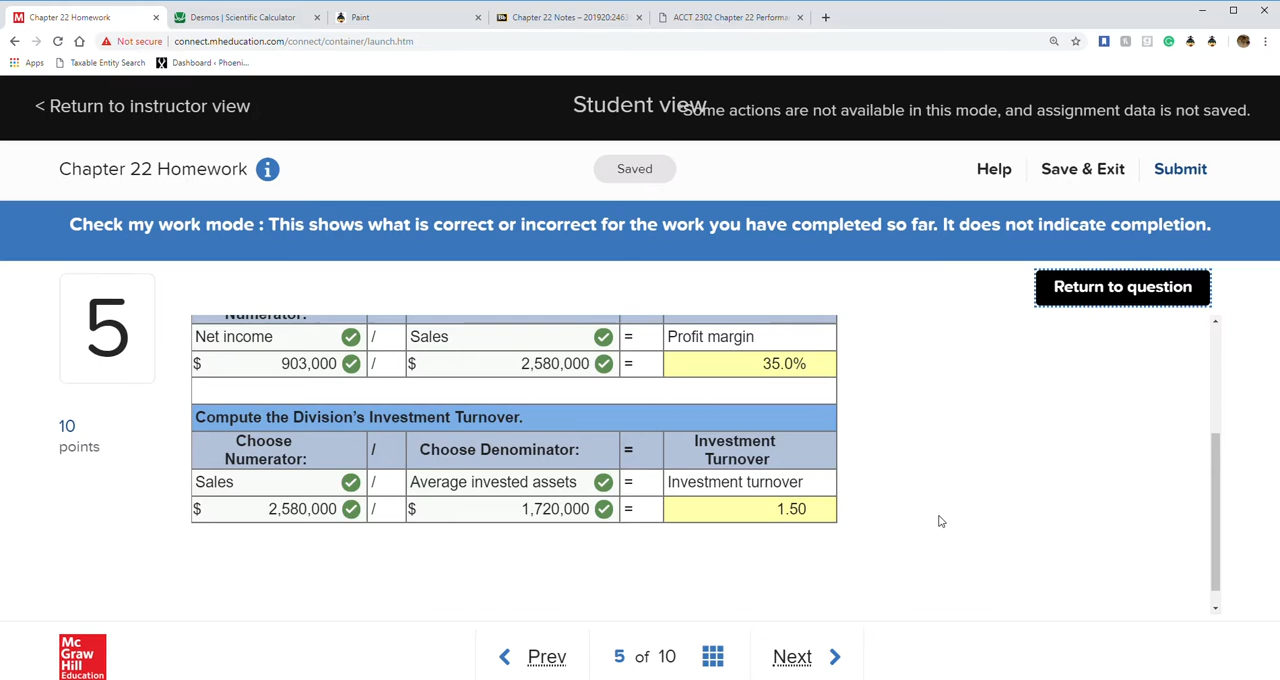 M Chapter 22 Homework × Desmos | Scientific Calculator × Paint × Bb Chapter 22 Notes – 201920:2463 × ACCT 2302 Chapter 22 Performa ×
Not secure | connect.mheducation.com/connect/container/launch.htm
Apps Taxable Entity Search Dashboard ‹ Phoeni...
< Return to instructor view
Student view
Some actions are not available in this mode, and assignment data is not saved.
Chapter 22 Homework i
Saved
Help Save & Exit Submit
Check my work mode : This shows what is correct or incorrect for the work you have completed so far. It does not indicate completion.
Return to question
5
10
points
Numerator:
Net income / Sales = Profit margin
$ 903,000 / $ 2,580,000 = 35.0%
Compute the Division's Investment Turnover.
Choose Numerator: / Choose Denominator: = Investment Turnover
Sales / Average invested assets = Investment turnover
$ 2,580,000 / $ 1,720,000 = 1.50
Mc
Graw
Hill
Education
Prev 5 of 10 Next